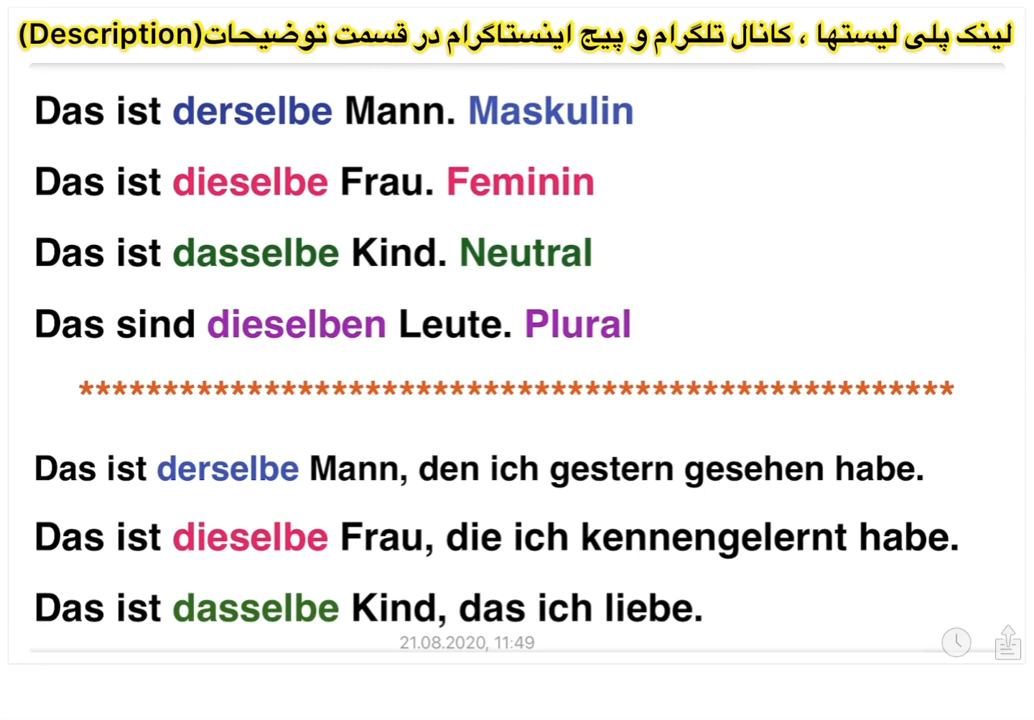 لینک پلی لیستها ، کانال تلگرام و پیج اینستاگرام در قسمت توضیحات(Description)
Das ist derselbe Mann. Maskulin
Das ist dieselbe Frau. Feminin
Das ist dasselbe Kind. Neutral
Das sind dieselben Leute. Plural
****************************************************
Das ist derselbe Mann, den ich gestern gesehen habe.
Das ist dieselbe Frau, die ich kennengelernt habe.
Das ist dasselbe Kind, das ich liebe.
21.08.2020, 11:49